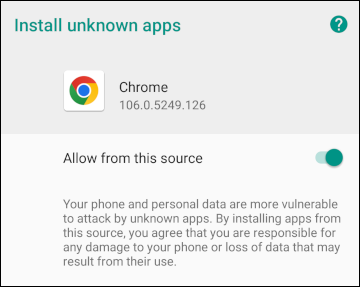 Install unknown apps
?
Chrome
106.0.5249.126
Allow from this source
Your phone and personal data are more vulnerable
to attack by unknown apps. By installing apps from
this source, you agree that you are responsible for
any damage to your phone or loss of data that may
result from their use.